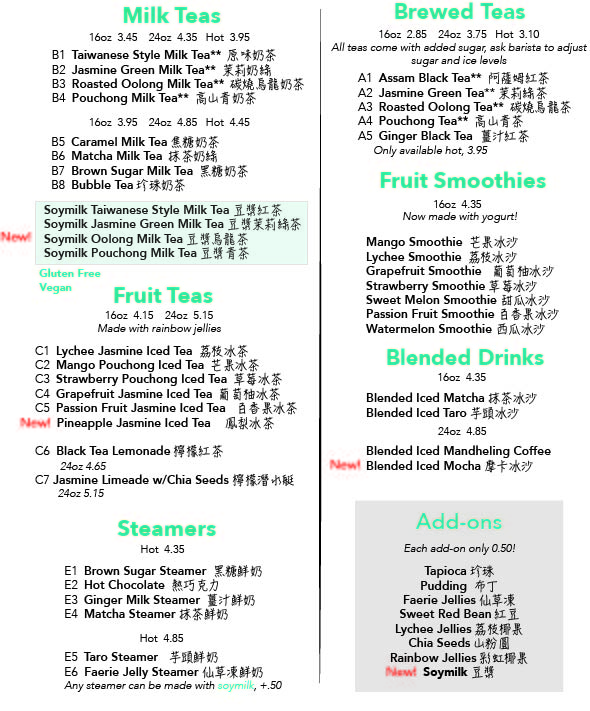 Milk Teas
16oz 3.45 24oz 4.35 Hot 3.95
B1 Taiwanese Style Milk Tea** 原味奶茶
B2 Jasmine Green Milk Tea** 茉莉奶綠
B3 Roasted Oolong Milk Tea** 碳燒烏龍奶茶
B4 Pouchong Milk Tea** 高山青奶茶
16oz 3.95 24oz 4.85 Hot 4.45
B5 Caramel Milk Tea 焦糖奶茶
B6 Matcha Milk Tea 抹茶奶綠
B7 Brown Sugar Milk Tea 黑糖奶茶
B8 Bubble Tea 珍珠奶茶
Soymilk Taiwanese Style Milk Tea 豆漿紅茶
Soymilk Jasmine Green Milk Tea 豆漿茉莉綠茶
New! Soymilk Oolong Milk Tea 豆漿烏龍茶
Soymilk Pouchong Milk Tea 豆漿青茶
Gluten Free
Vegan
Fruit Teas
16oz 4.15 24oz 5.15
Made with rainbow jellies
C1 Lychee Jasmine Iced Tea 荔枝冰茶
C2 Mango Pouchong Iced Tea 芒果冰茶
C3 Strawberry Pouchong Iced Tea 草莓冰茶
C4 Grapefruit Jasmine Iced Tea 葡萄柚冰茶
C5 Passion Fruit Jasmine Iced Tea 百香果冰茶
New! Pineapple Jasmine Iced Tea 鳳梨冰茶
C6 Black Tea Lemonade 檸檬紅茶
24oz 4.65
C7 Jasmine Limeade w/Chia Seeds 檸檬潛水艇
24oz 5.15
Steamers
Hot 4.35
E1 Brown Sugar Steamer 黑糖鮮奶
E2 Hot Chocolate 熱巧克力
E3 Ginger Milk Steamer 薑汁鮮奶
E4 Matcha Steamer 抹茶鮮奶
Hot 4.85
E5 Taro Steamer 芋頭鮮奶
E6 Faerie Jelly Steamer 仙草凍鮮奶
Any steamer can be made with soymilk, +.50
Brewed Teas
16oz 2.85 24oz 3.75 Hot 3.10
All teas come with added sugar, ask barista to adjust
sugar and ice levels
A1 Assam Black Tea** 阿薩姆紅茶
A2 Jasmine Green Tea** 茉莉綠茶
A3 Roasted Oolong Tea** 碳燒烏龍茶
A4 Pouchong Tea** 高山青茶
A5 Ginger Black Tea 薑汁紅茶
Only available hot, 3.95
Fruit Smoothies
16oz 4.35
Now made with yogurt!
Mango Smoothie 芒果冰沙
Lychee Smoothie 荔枝冰沙
Grapefruit Smoothie 葡萄柚冰沙
Strawberry Smoothie 草莓冰沙
Sweet Melon Smoothie 甜瓜冰沙
Passion Fruit Smoothie 百香果冰沙
Watermelon Smoothie 西瓜冰沙
Blended Drinks
16oz 4.35
Blended Iced Matcha 抹茶冰沙
Blended Iced Taro 芋頭冰沙
24oz 4.85
Blended Iced Mandheling Coffee
New! Blended Iced Mocha 摩卡冰沙
Add-ons
Each add-on only 0.50!
Tapioca 珍珠
Pudding 布丁
Faerie Jellies 仙草凍
Sweet Red Bean 紅豆
Lychee Jellies 荔枝椰果
Chia Seeds 山粉圓
Rainbow Jellies 彩虹椰果
New! Soymilk 豆漿